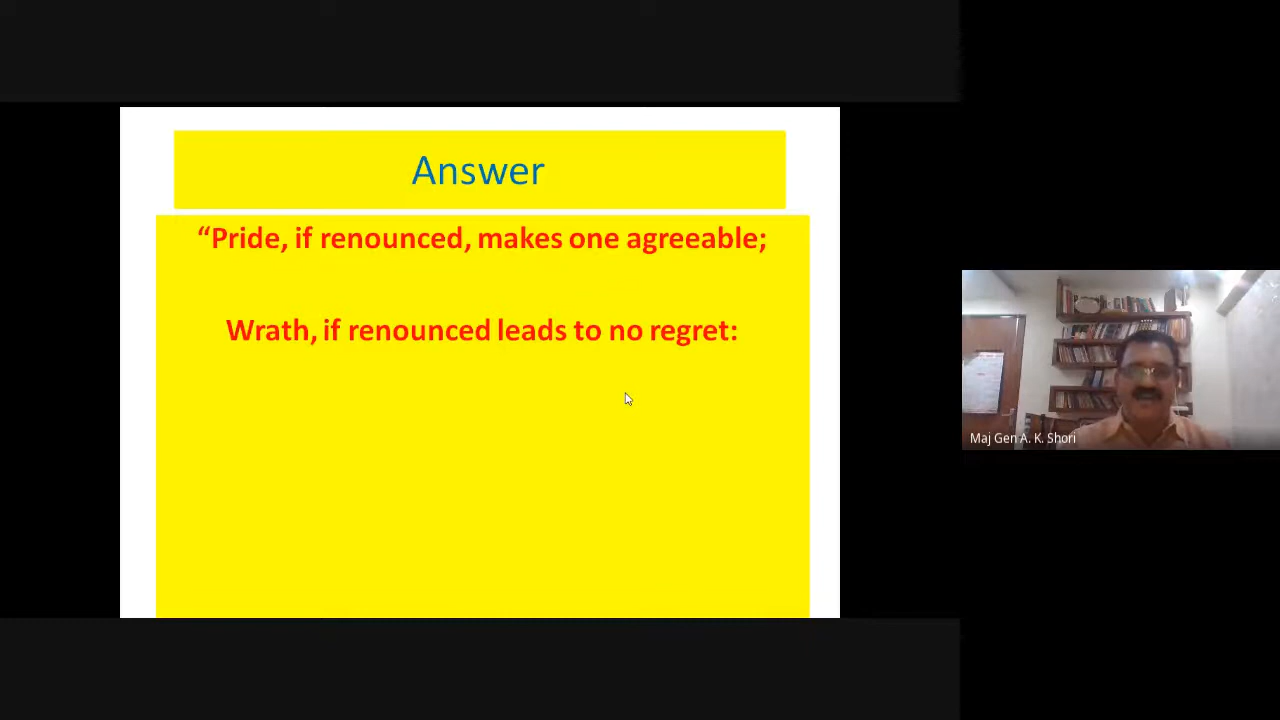 Answer
“Pride, if renounced, makes one agreeable;
Wrath, if renounced leads to no regret:
Maj Gen A. K. Shori